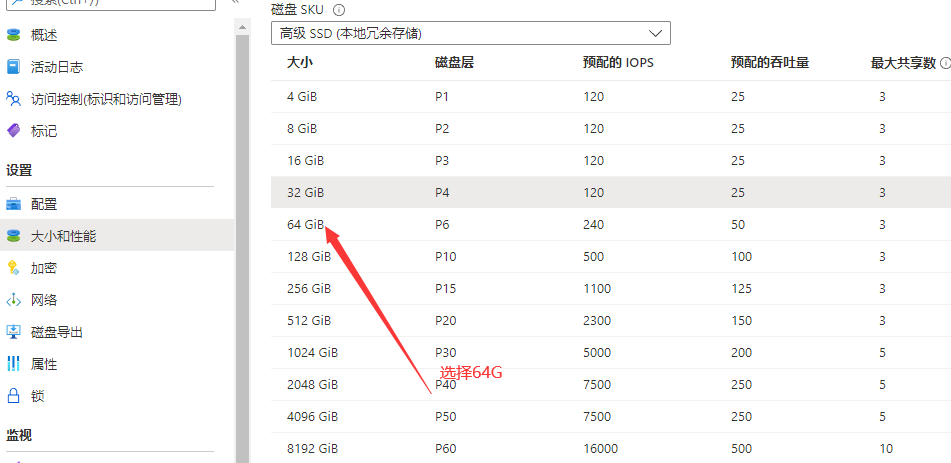 搜索(Ctrl+/)
«
概述
活动日志
访问控制(标识和访问管理)
标记
设置
配置
大小和性能
加密
网络
磁盘导出
属性
锁
监视
磁盘 SKU
高级 SSD (本地冗余存储)
大小 磁盘层 预配的 IOPS 预配的吞吐量 最大共享数
4 GiB P1 120 25 3
8 GiB P2 120 25 3
16 GiB P3 120 25 3
32 GiB P4 120 25 3
64 GiB P6 240 50 3
128 GiB P10 500 100 3
256 GiB P15 1100 125 3
512 GiB P20 2300 150 3
1024 GiB P30 5000 200 5
选择64G
2048 GiB P40 7500 250 5
4096 GiB P50 7500 250 5
8192 GiB P60 16000 500 10